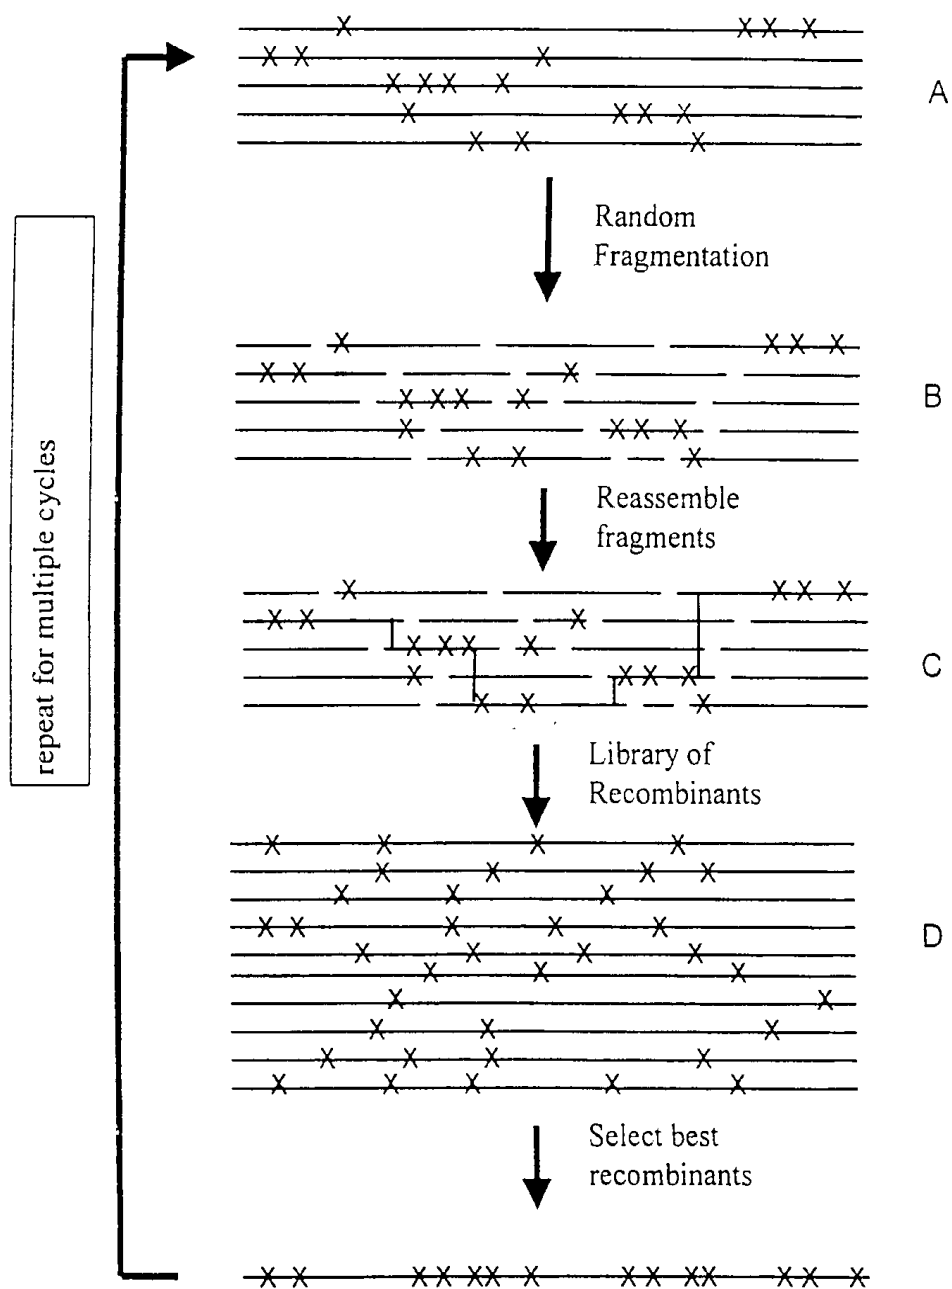 A
Random
Fragmentation
B
Reassemble
fragments
C
Library of
Recombinants
D
Select best
recombinants
repeat for multiple cycles